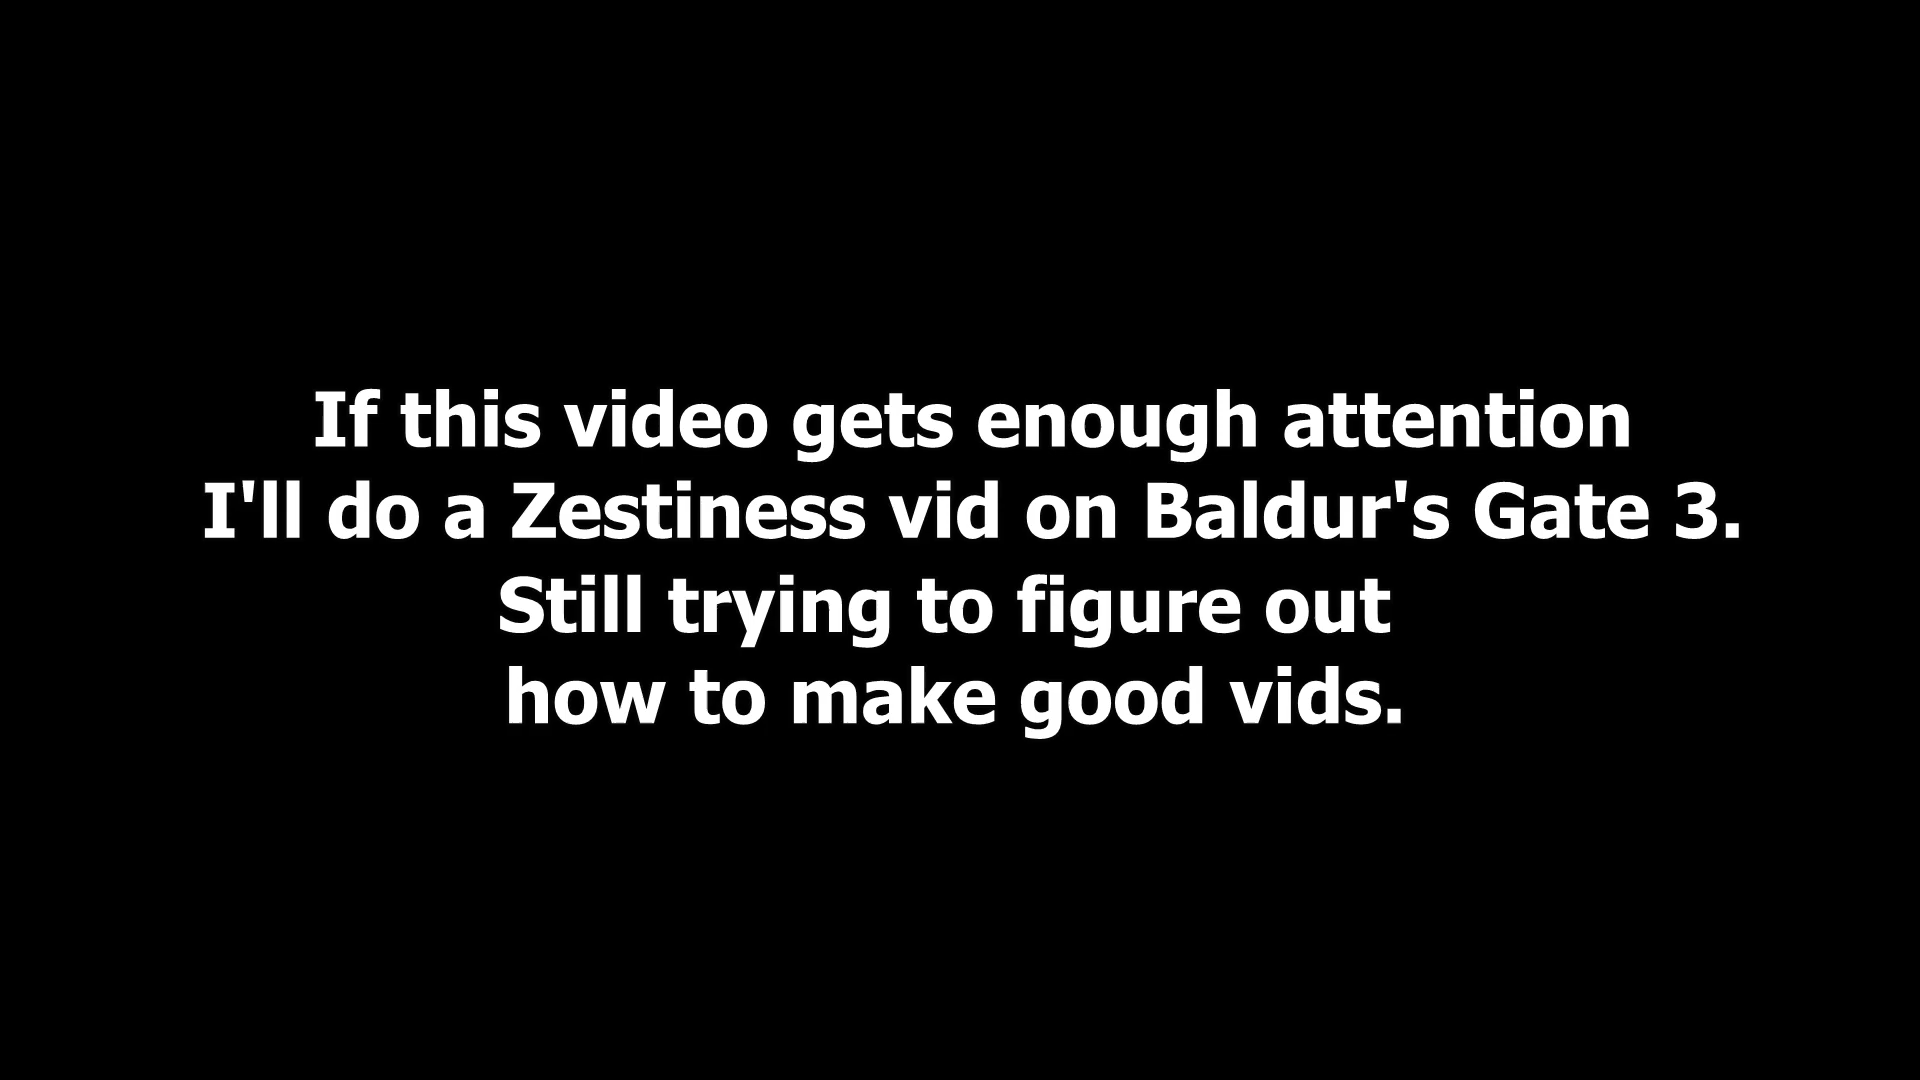 If this video gets enough attention
I'll do a Zestiness vid on Baldur's Gate 3.
Still trying to figure out
how to make good vids.